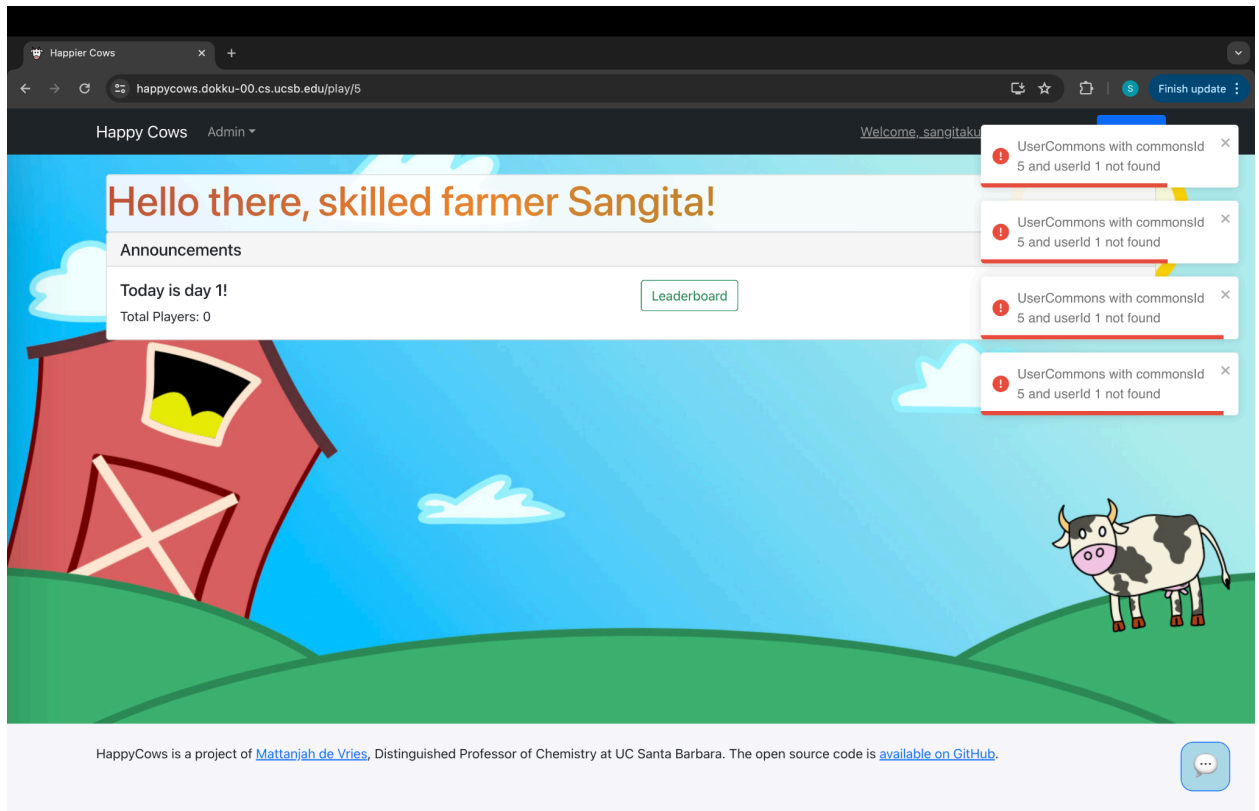 Happier Cows
happycows.dokku-00.cs.ucsb.edu/play/5
S
Finish update
Happy Cows Admin
Welcome, sangitaku
Hello there, skilled farmer Sangita!
Announcements
Today is day 1!
Total Players: 0
Leaderboard
UserCommons with commonsId
5 and userId 1 not found
UserCommons with commonsId
5 and userId 1 not found
UserCommons with commonsId
5 and userId 1 not found
UserCommons with commonsId
5 and userId 1 not found
HappyCows is a project of Mattanjah de Vries, Distinguished Professor of Chemistry at UC Santa Barbara. The open source code is available on GitHub.